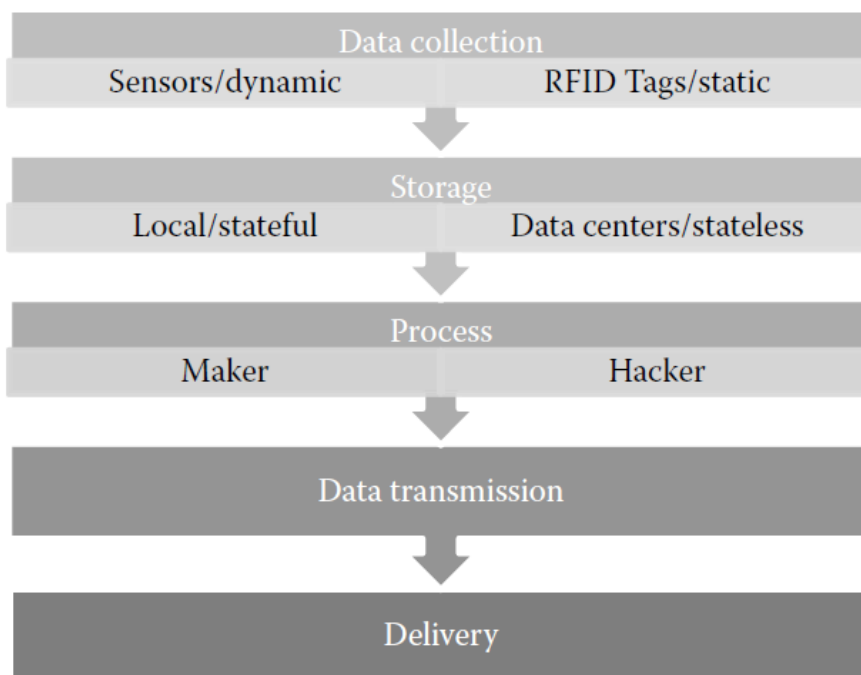 Data collection
Sensors/dynamic RFID Tags/static
Storage
Local/stateful Data centers/stateless
Process
Maker Hacker
Data transmission
Delivery